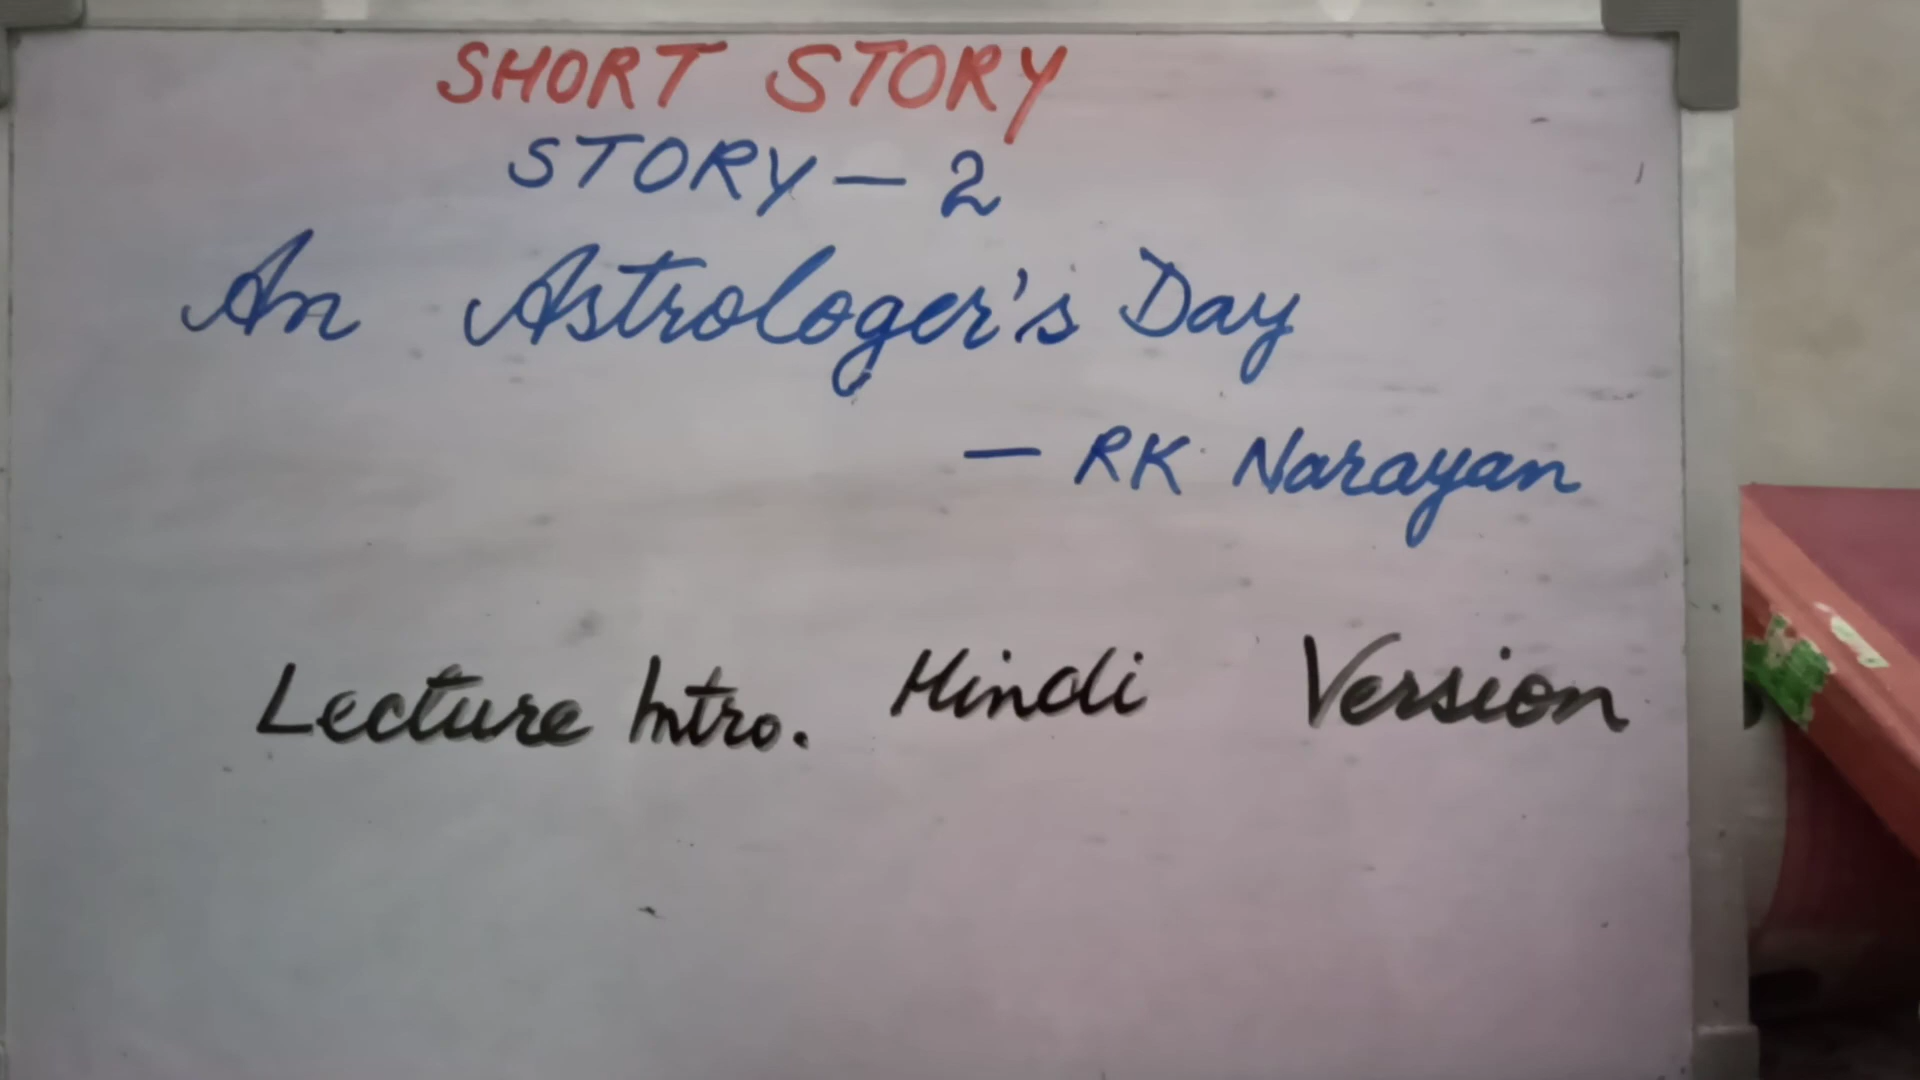 SHORT STORY
STORY — 2
An Astrologer's Day
— RK Narayan
Lecture Intro. Hindi Version